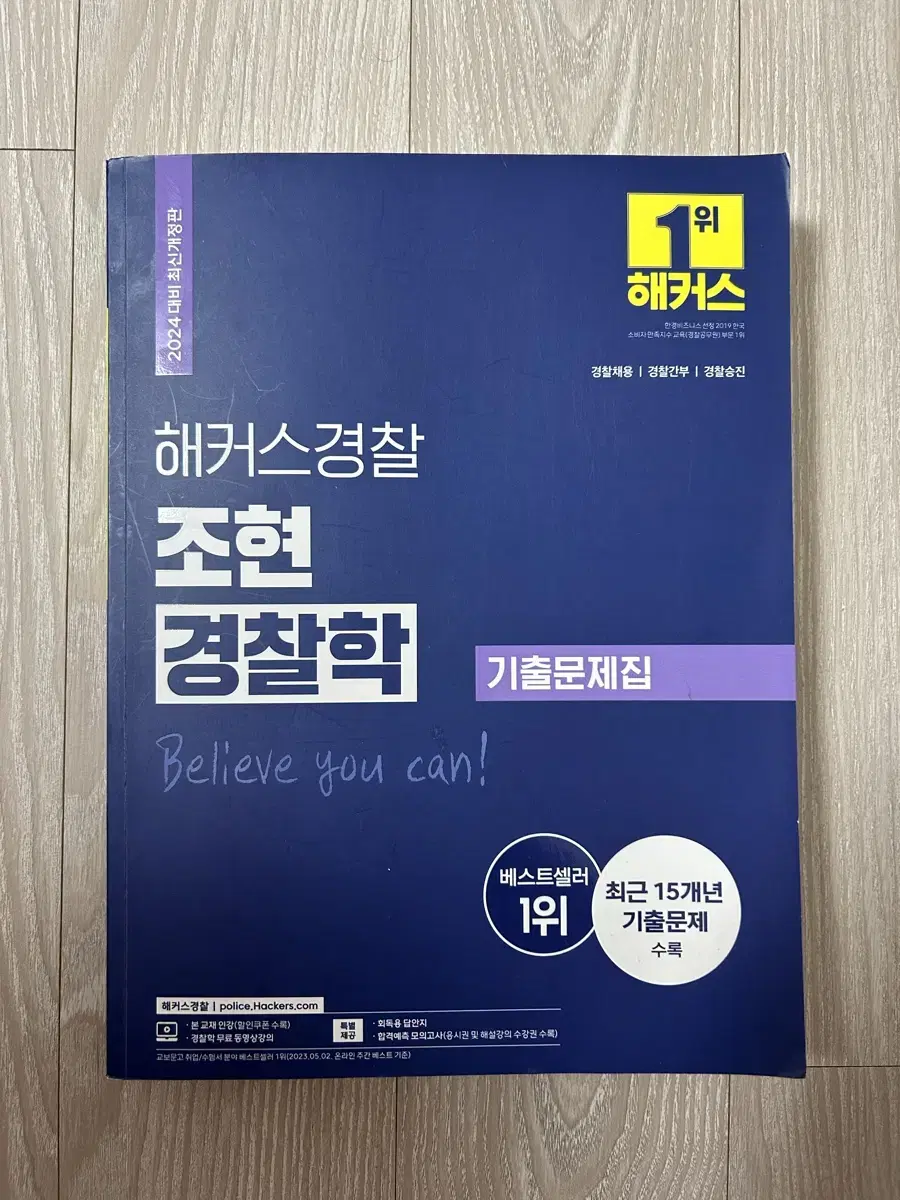 2024 대비 최신개정판
1위
해커스
한경비즈니스 선정 2019 한국
소비자 만족지수 교육(경찰공무원) 부문 1위
경찰채용 | 경찰간부 | 경찰승진
해커스경찰
조현
경찰학
기출문제집
Believe you can!
베스트셀러
1위
최근 15개년
기출문제
수록
해커스경찰 | police.Hackers.com
· 본 교재 인강(할인쿠폰 수록)
· 경찰학 무료 동영상강의
특별
제공
· 회독용 답안지
· 합격예측 모의고사(응시권 및 해설강의 수강권 수록)
교보문고 취업/수험서 분야 베스트셀러 1위(2023.05.02. 온라인 주간 베스트 기준)